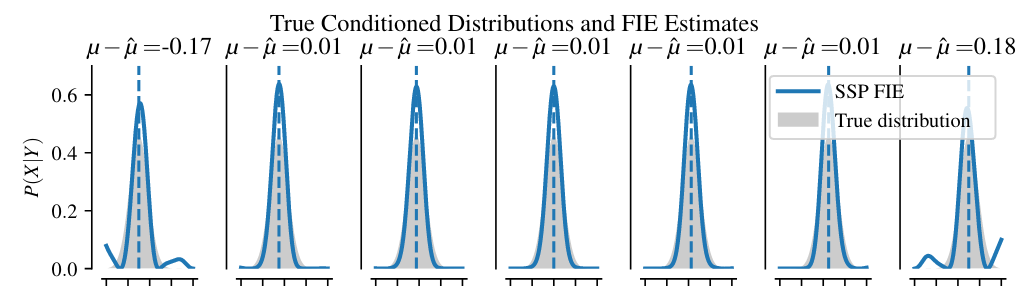 True Conditioned Distributions and FIE Estimates
μ − μ̂ =-0.17 μ − μ̂ =0.01 μ − μ̂ =0.01 μ − μ̂ =0.01 μ − μ̂ =0.01 μ − μ̂ =0.01 μ − μ̂ =0.18
P(X|Y)
0.6
0.4
0.2
0.0
SSP FIE
True distribution